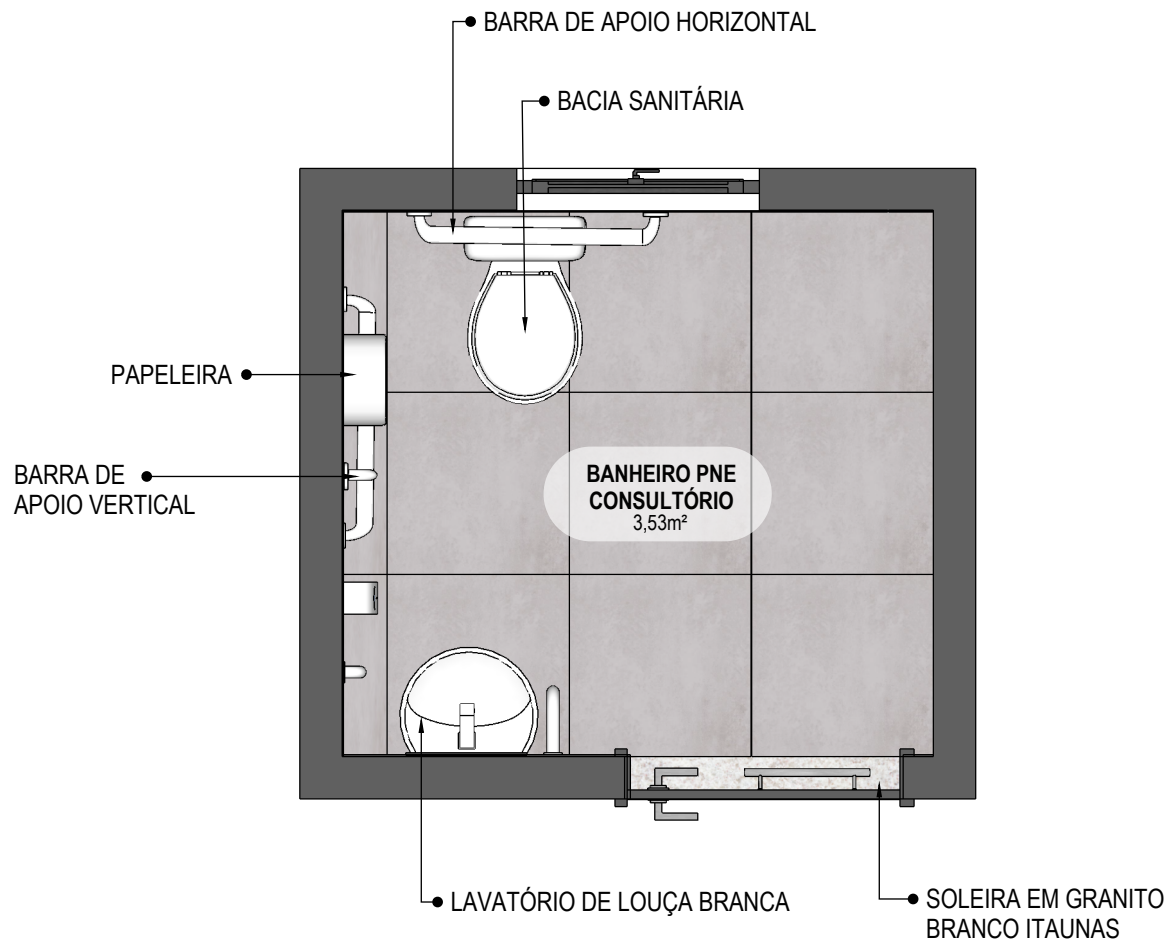 BARRA DE APOIO HORIZONTAL
BACIA SANITÁRIA
PAPELEIRA
BARRA DE
APOIO VERTICAL
BANHEIRO PNE
CONSULTÓRIO
3,53m²
LAVATÓRIO DE LOUÇA BRANCA
SOLEIRA EM GRANITO
BRANCO ITAUNAS